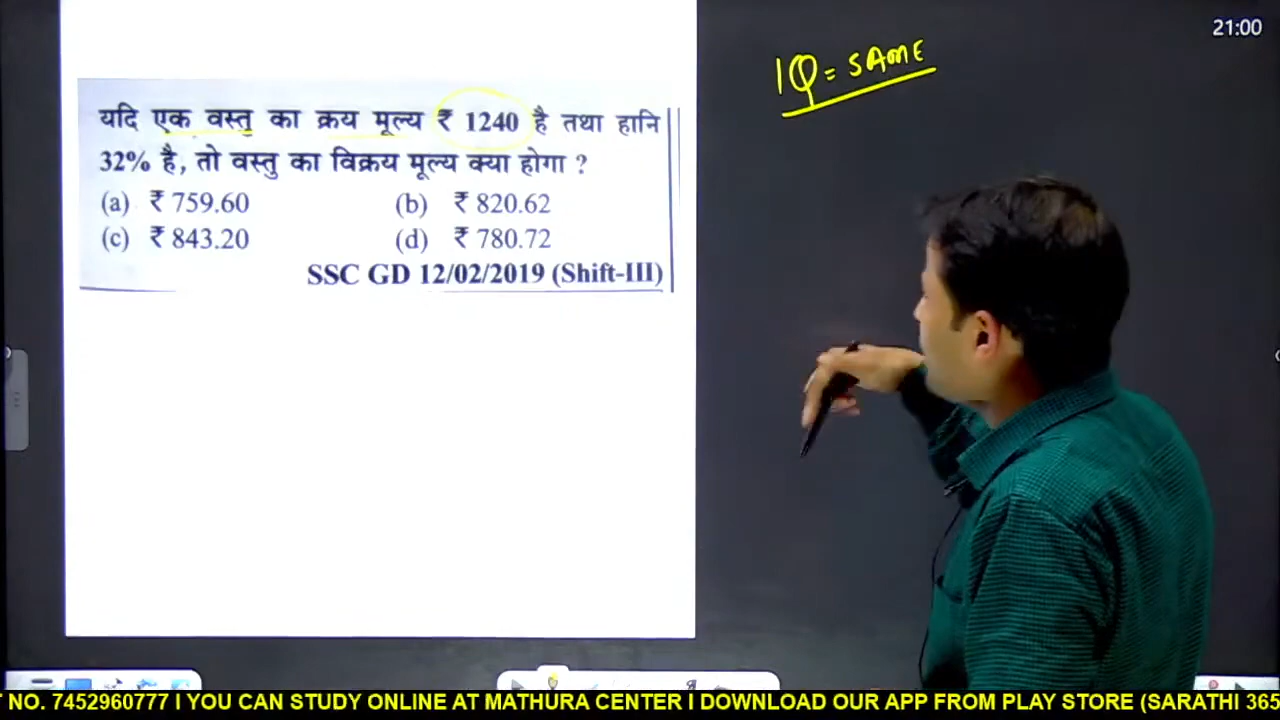 21:00
1Q = SAME
यदि एक वस्तु का क्रय मूल्य ₹ 1240 है तथा हानि
32% है, तो वस्तु का विक्रय मूल्य क्या होगा ?
(a) ₹ 759.60 (b) ₹ 820.62
(c) ₹ 843.20 (d) ₹ 780.72
SSC GD 12/02/2019 (Shift-III)
NO. 7452960777 I YOU CAN STUDY ONLINE AT MATHURA CENTER I DOWNLOAD OUR APP FROM PLAY STORE (SARATHI 365